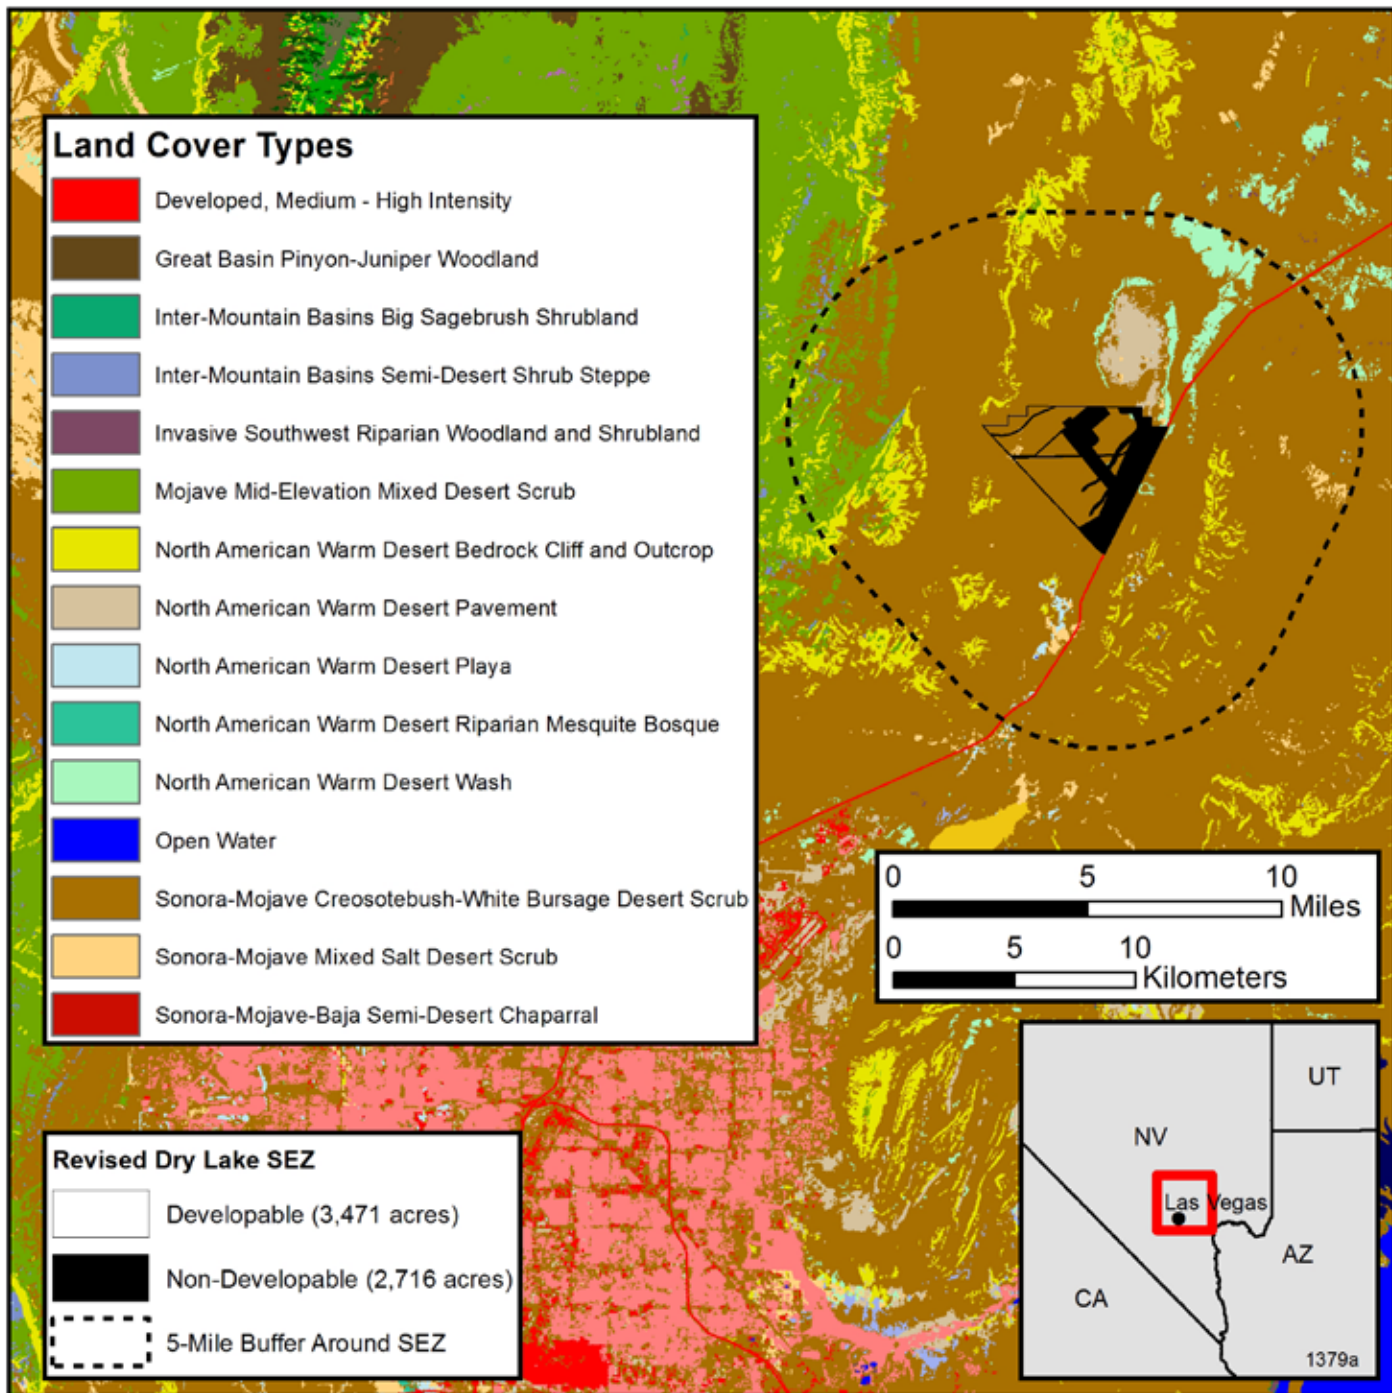 Land Cover Types
Developed, Medium - High Intensity
Great Basin Pinyon-Juniper Woodland
Inter-Mountain Basins Big Sagebrush Shrubland
Inter-Mountain Basins Semi-Desert Shrub Steppe
Invasive Southwest Riparian Woodland and Shrubland
Mojave Mid-Elevation Mixed Desert Scrub
North American Warm Desert Bedrock Cliff and Outcrop
North American Warm Desert Pavement
North American Warm Desert Playa
North American Warm Desert Riparian Mesquite Bosque
North American Warm Desert Wash
Open Water
Sonora-Mojave Creosotebush-White Bursage Desert Scrub
Sonora-Mojave Mixed Salt Desert Scrub
Sonora-Mojave-Baja Semi-Desert Chaparral
0 5 10
Miles
0 5 10
Kilometers
Revised Dry Lake SEZ
Developable (3,471 acres)
Non-Developable (2,716 acres)
5-Mile Buffer Around SEZ
UT
NV
Las Vegas
AZ
CA
1379a